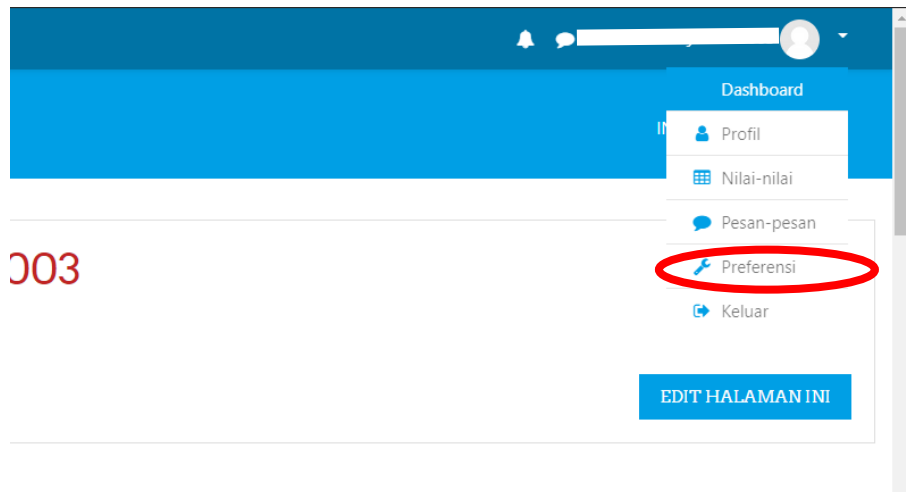 Dashboard
Profil
Nilai-nilai
Pesan-pesan
003
Preferensi
Keluar
EDIT HALAMAN INI